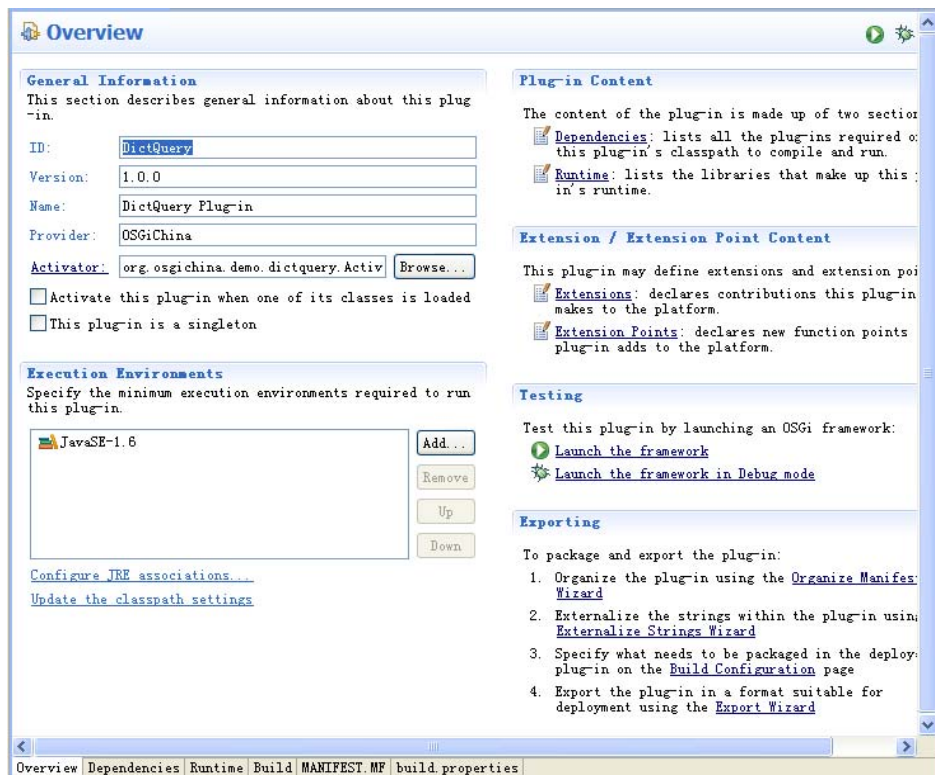 Overview
General Information
This section describes general information about this plug
-in.
ID: DictQuery
Version: 1.0.0
Name: DictQuery Plug-in
Provider: OSGiChina
Activator: org.osgichina.demo.dictquery.Activ Browse...
Activate this plug-in when one of its classes is loaded
This plug-in is a singleton
Execution Environments
Specify the minimum execution environments required to run
this plug-in.
JavaSE-1.6
Add...
Remove
Up
Down
Configure JRE associations...
Update the classpath settings
Plug-in Content
The content of the plug-in is made up of two section
Dependencies: lists all the plug-ins required o
this plug-in's classpath to compile and run.
Runtime: lists the libraries that make up this
in's runtime.
Extension / Extension Point Content
This plug-in may define extensions and extension poi
Extensions: declares contributions this plug-in
makes to the platform.
Extension Points: declares new function points
plug-in adds to the platform.
Testing
Test this plug-in by launching an OSGi framework:
Launch the framework
Launch the framework in Debug mode
Exporting
To package and export the plug-in:
1. Organize the plug-in using the Organize Manifes
Wizard
2. Externalize the strings within the plug-in using
Externalize Strings Wizard
3. Specify what needs to be packaged in the deploy
plug-in on the Build Configuration page
4. Export the plug-in in a format suitable for
deployment using the Export Wizard
Overview Dependencies Runtime Build MANIFEST.MF build.properties